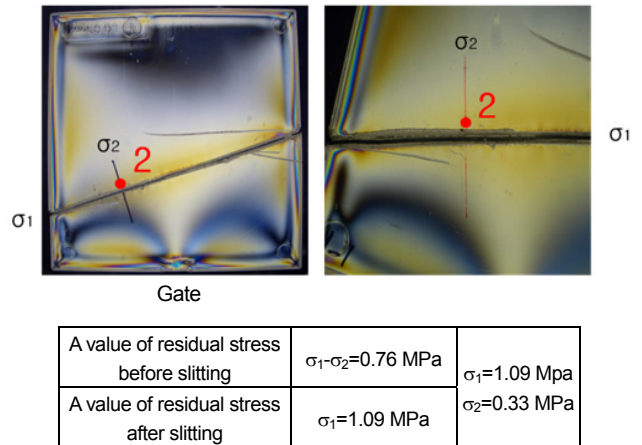 σ2
2
σ1
σ2
2
σ1
Gate
A value of residual stress
before slitting
σ1-σ2=0.76 MPa
A value of residual stress
after slitting
σ1=1.09 MPa
σ1=1.09 Mpa
σ2=0.33 MPa